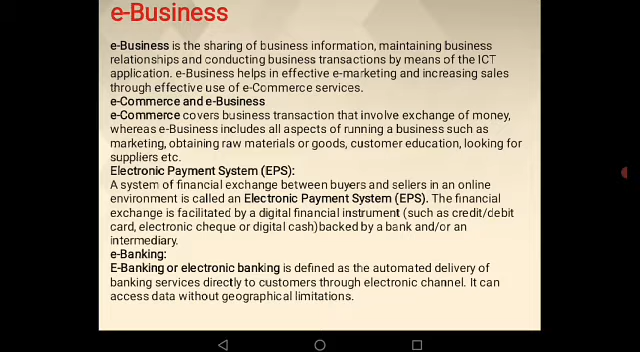 e-Business
e-Business is the sharing of business information, maintaining business
relationships and conducting business transactions by means of the ICT
application. e-Business helps in effective e-marketing and increasing sales
through effective use of e-Commerce services.
e-Commerce and e-Business
e-Commerce covers business transaction that involve exchange of money,
whereas e-Business includes all aspects of running a business such as
marketing, obtaining raw materials or goods, customer education, looking for
suppliers etc.
Electronic Payment System (EPS):
A system of financial exchange between buyers and sellers in an online
environment is called an Electronic Payment System (EPS). The financial
exchange is facilitated by a digital financial instrument (such as credit/debit
card, electronic cheque or digital cash)backed by a bank and/or an
intermediary.
e-Banking:
E-Banking or electronic banking is defined as the automated delivery of
banking services directly to customers through electronic channel. It can
access data without geographical limitations.